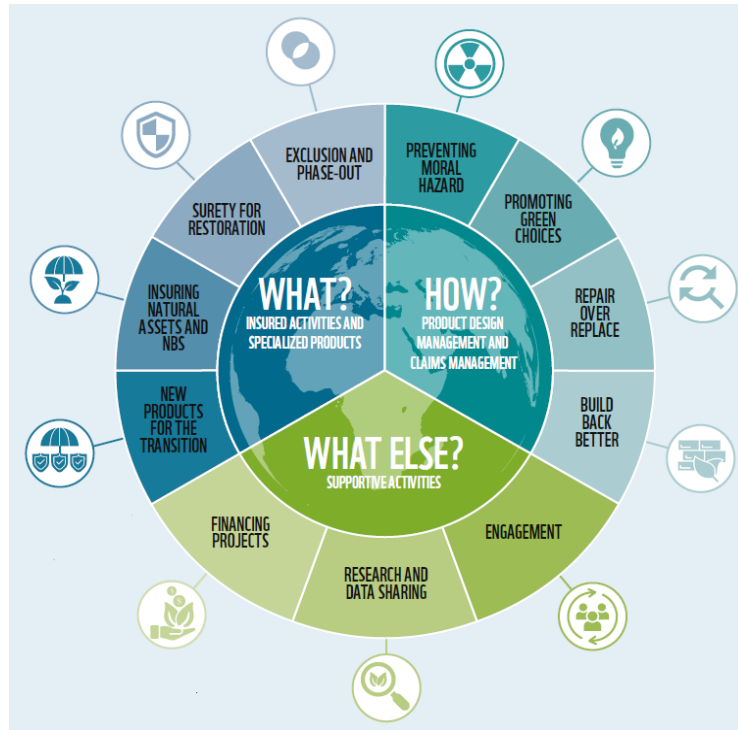 EXCLUSION AND
PHASE-OUT
PREVENTING
MORAL
HAZARD
SURETY FOR
RESTORATION
PROMOTING
GREEN
CHOICES
INSURING
NATURAL
ASSETS AND
NBS
REPAIR
OVER
REPLACE
NEW
PRODUCTS
FOR THE
TRANSITION
BUILD
BACK
BETTER
WHAT?
INSURED ACTIVITIES AND
SPECIALIZED PRODUCTS
HOW?
PRODUCT DESIGN
MANAGEMENT AND
CLAIMS MANAGEMENT
WHAT ELSE?
SUPPORTIVE ACTIVITIES
FINANCING
PROJECTS
RESEARCH AND
DATA SHARING
ENGAGEMENT